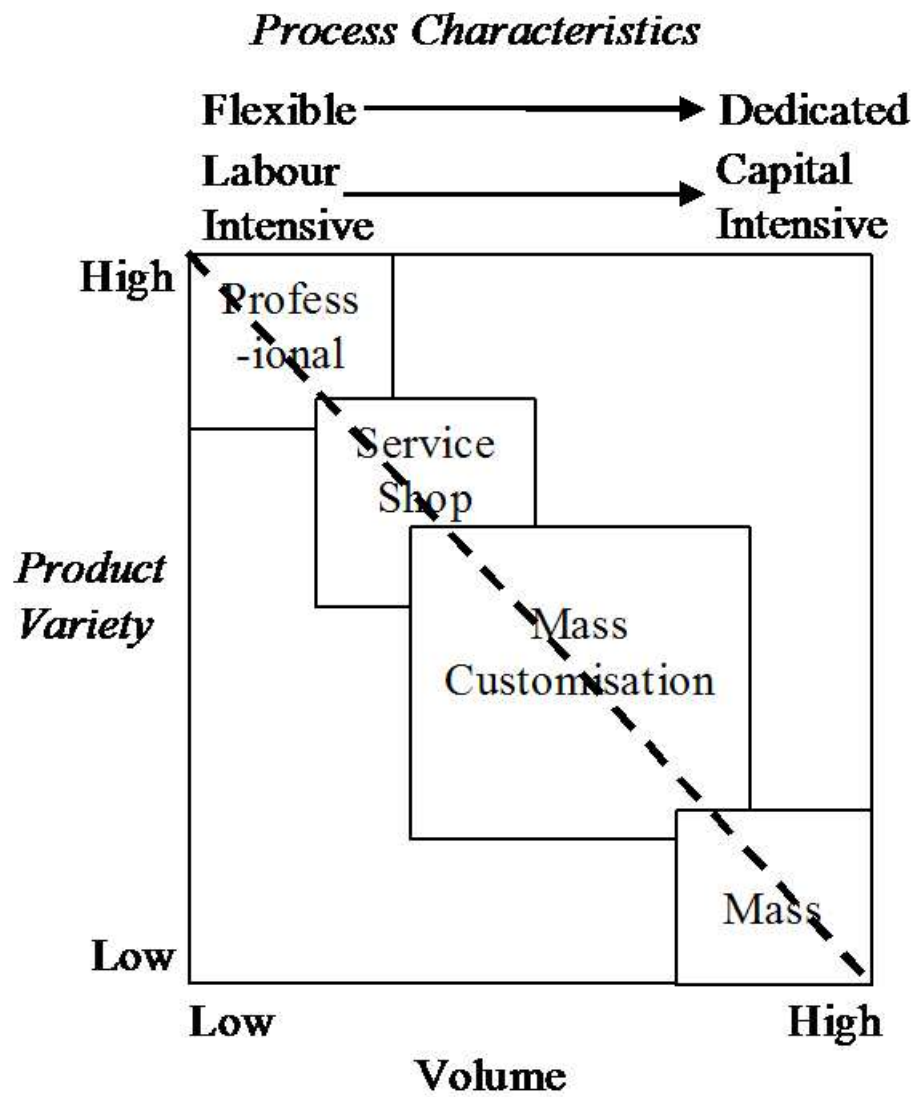 Process Characteristics
Flexible Dedicated
Labour Intensive Capital Intensive
High
Profess
-ional
Service
Shop
Product
Variety
Mass
Customisation
Mass
Low
Low High
Volume